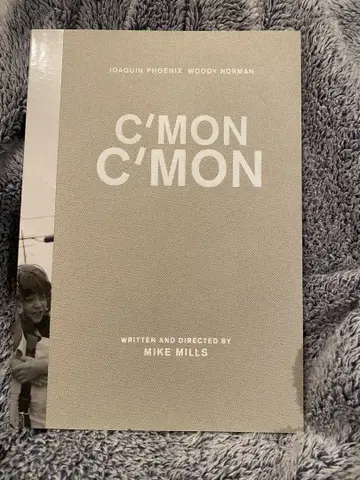 JOAQUIN PHOENIX WOODY NORMAN
C'MON
C'MON
WRITTEN AND DIRECTED BY
MIKE MILLS